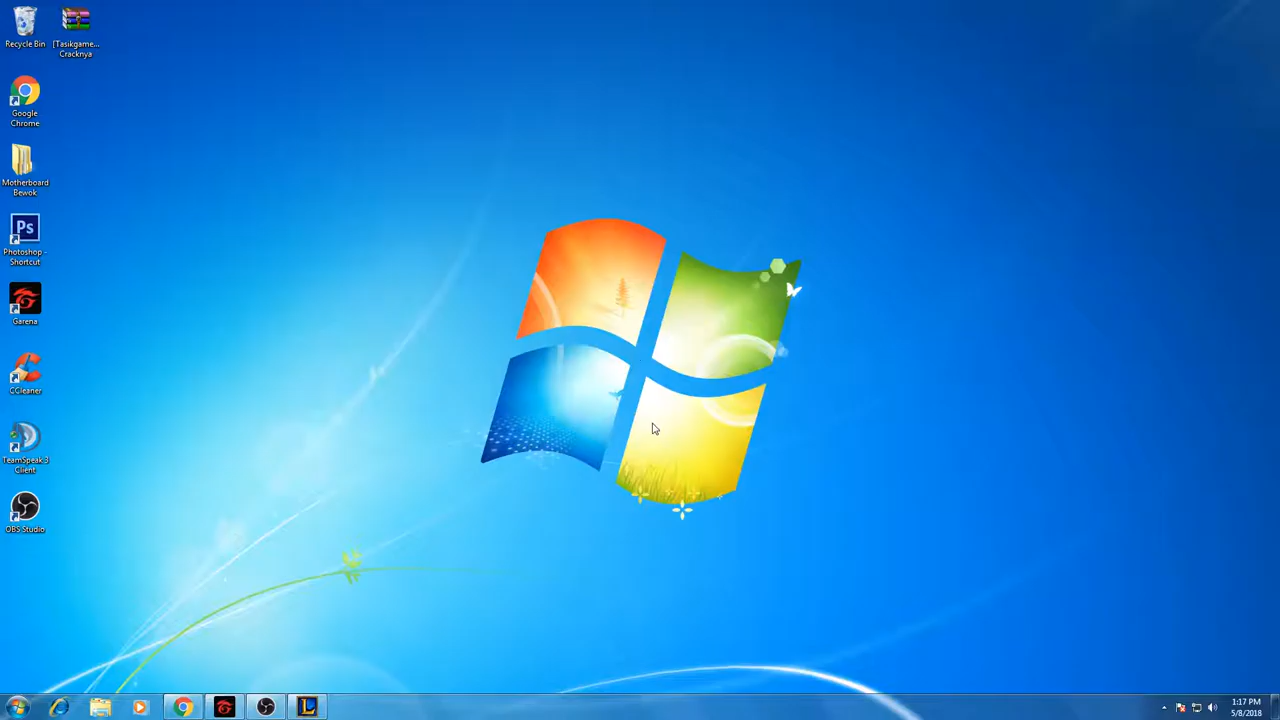 Recycle Bin
[Tasikgame...
Cracknya
Google
Chrome
Motherboard
Bewok
Ps
Photoshop -
Shortcut
Garena
CCleaner
TeamSpeak 3
Client
OBS Studio
L
1:17 PM
5/8/2018